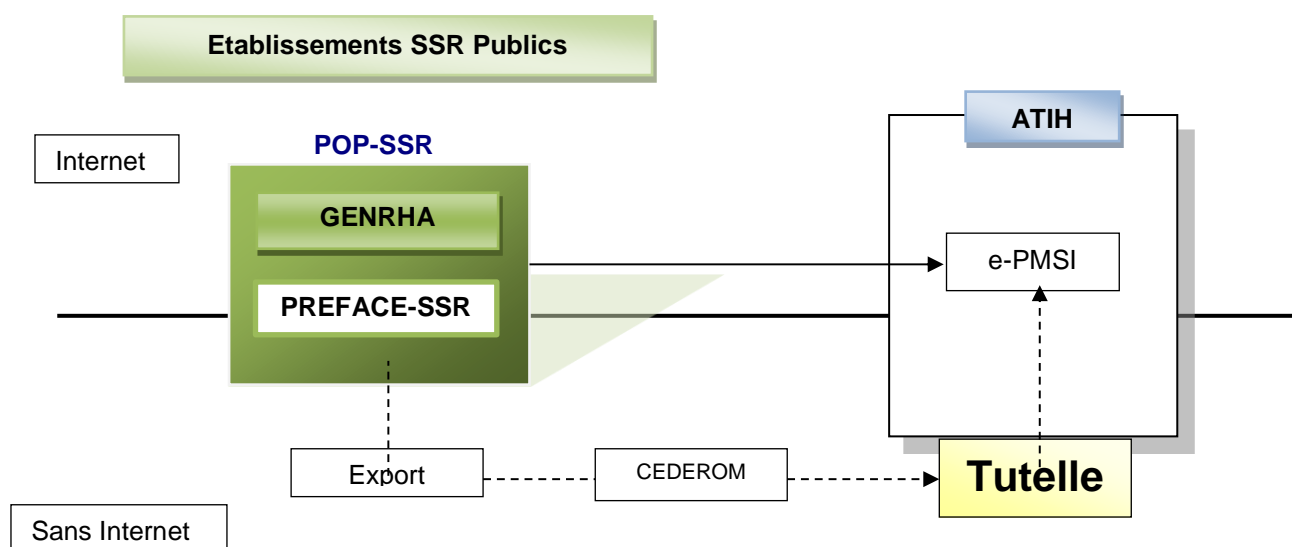 Etablissements SSR Publics
ATIH
Internet
POP-SSR
GENRHA
e-PMSI
PREFACE-SSR
Export
CEDEROM
Tutelle
Sans Internet